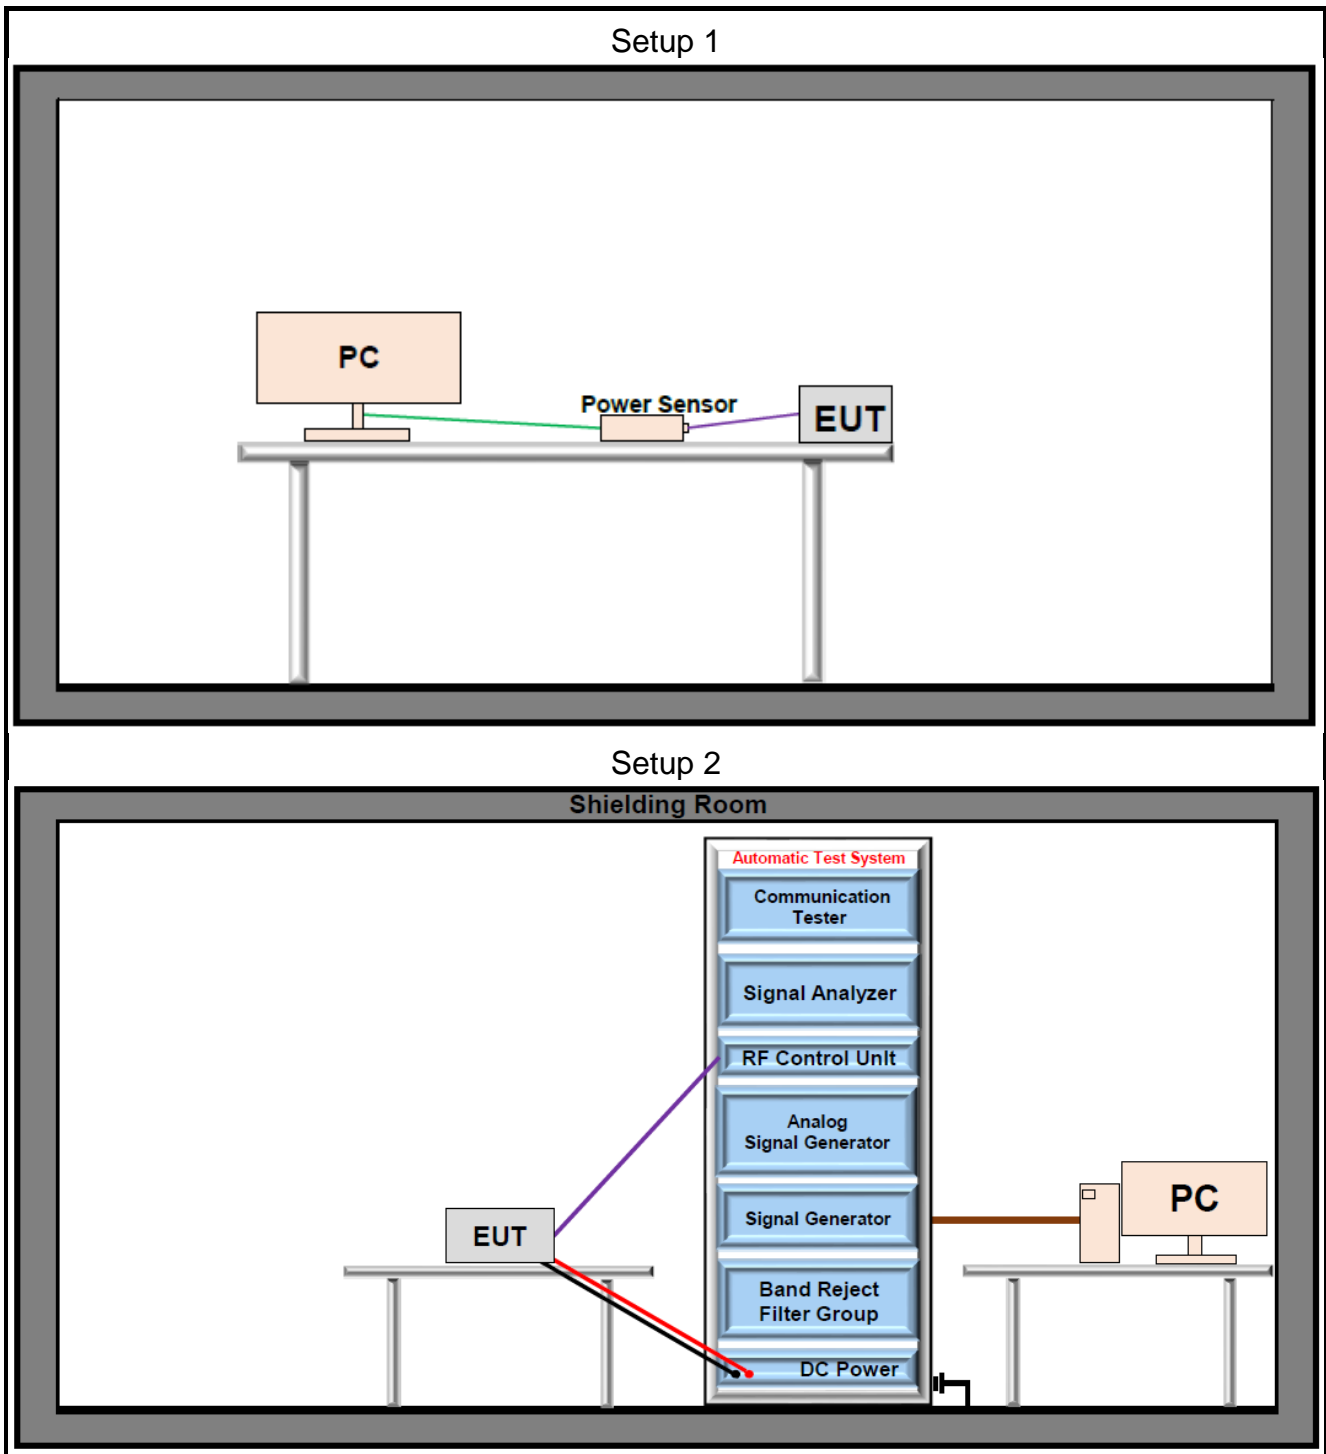 Setup 1
PC
Power Sensor
EUT
Setup 2
Shielding Room
Automatic Test System
Communication
Tester
Signal Analyzer
RF Control UnIt
Analog
Signal Generator
Signal Generator
Band Reject
Filter Group
DC Power
EUT
PC